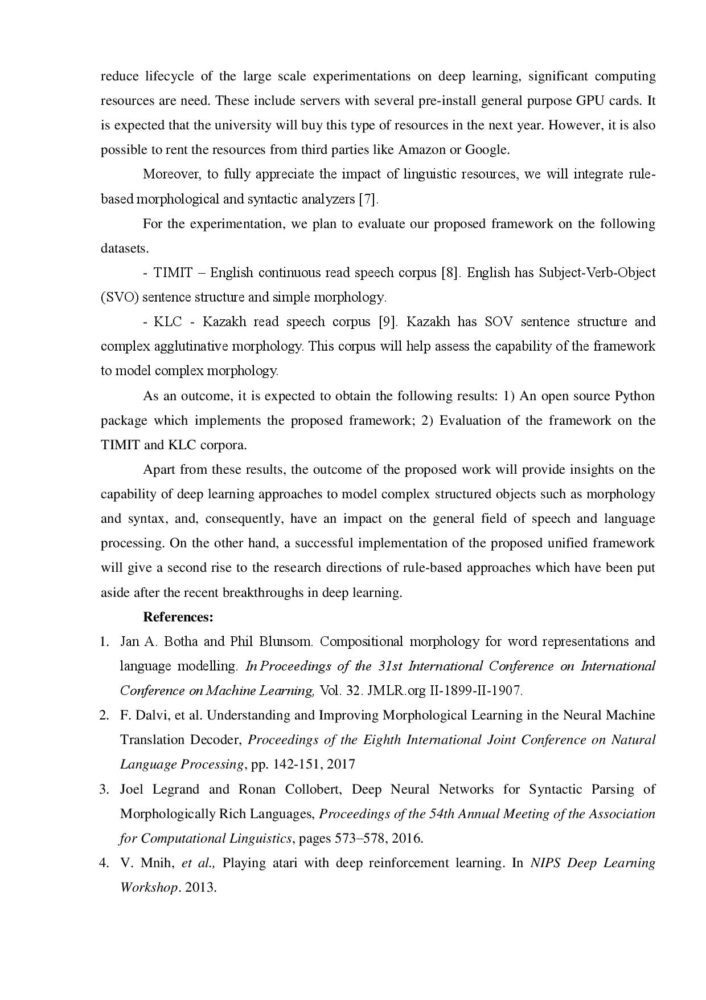 reduce lifecycle of the large scale experimentations on deep learning, significant computing
resources are need. These include servers with several pre-install general purpose GPU cards. It
is expected that the university will buy this type of resources in the next year. However, it is also
possible to rent the resources from third parties like Amazon or Google.
Moreover, to fully appreciate the impact of linguistic resources, we will integrate rule-
based morphological and syntactic analyzers [7].
For the experimentation, we plan to evaluate our proposed framework on the following
datasets.
- TIMIT – English continuous read speech corpus [8]. English has Subject-Verb-Object
(SVO) sentence structure and simple morphology.
- KLC - Kazakh read speech corpus [9]. Kazakh has SOV sentence structure and
complex agglutinative morphology. This corpus will help assess the capability of the framework
to model complex morphology.
As an outcome, it is expected to obtain the following results: 1) An open source Python
package which implements the proposed framework; 2) Evaluation of the framework on the
TIMIT and KLC corpora.
Apart from these results, the outcome of the proposed work will provide insights on the
capability of deep learning approaches to model complex structured objects such as morphology
and syntax, and, consequently, have an impact on the general field of speech and language
processing. On the other hand, a successful implementation of the proposed unified framework
will give a second rise to the research directions of rule-based approaches which have been put
aside after the recent breakthroughs in deep learning.
References:
1. Jan A. Botha and Phil Blunsom. Compositional morphology for word representations and
language modelling. In Proceedings of the 31st International Conference on International
Conference on Machine Learning, Vol. 32. JMLR.org II-1899-II-1907.
2. F. Dalvi, et al. Understanding and Improving Morphological Learning in the Neural Machine
Translation Decoder, Proceedings of the Eighth International Joint Conference on Natural
Language Processing, pp. 142-151, 2017
3. Joel Legrand and Ronan Collobert, Deep Neural Networks for Syntactic Parsing of
Morphologically Rich Languages, Proceedings of the 54th Annual Meeting of the Association
for Computational Linguistics, pages 573–578, 2016.
4. V. Mnih, et al., Playing atari with deep reinforcement learning. In NIPS Deep Learning
Workshop. 2013.